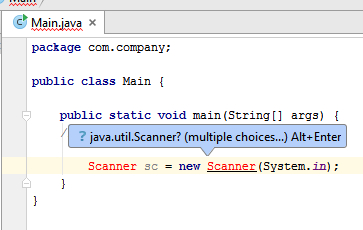 Main
Main.java ×
package com.company;
public class Main {
public static void main(String[] args) {
/
? java.util.Scanner? (multiple choices...) Alt+Enter
Scanner sc = new Scanner(System.in);
}
}